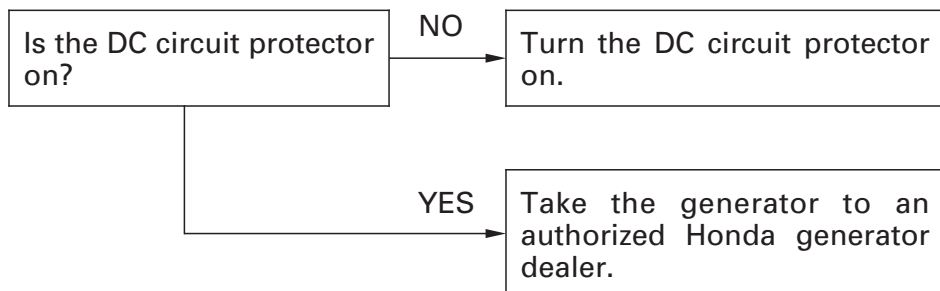 Is the DC circuit protector
on?
NO
Turn the DC circuit protector
on.
YES
Take the generator to an
authorized Honda generator
dealer.